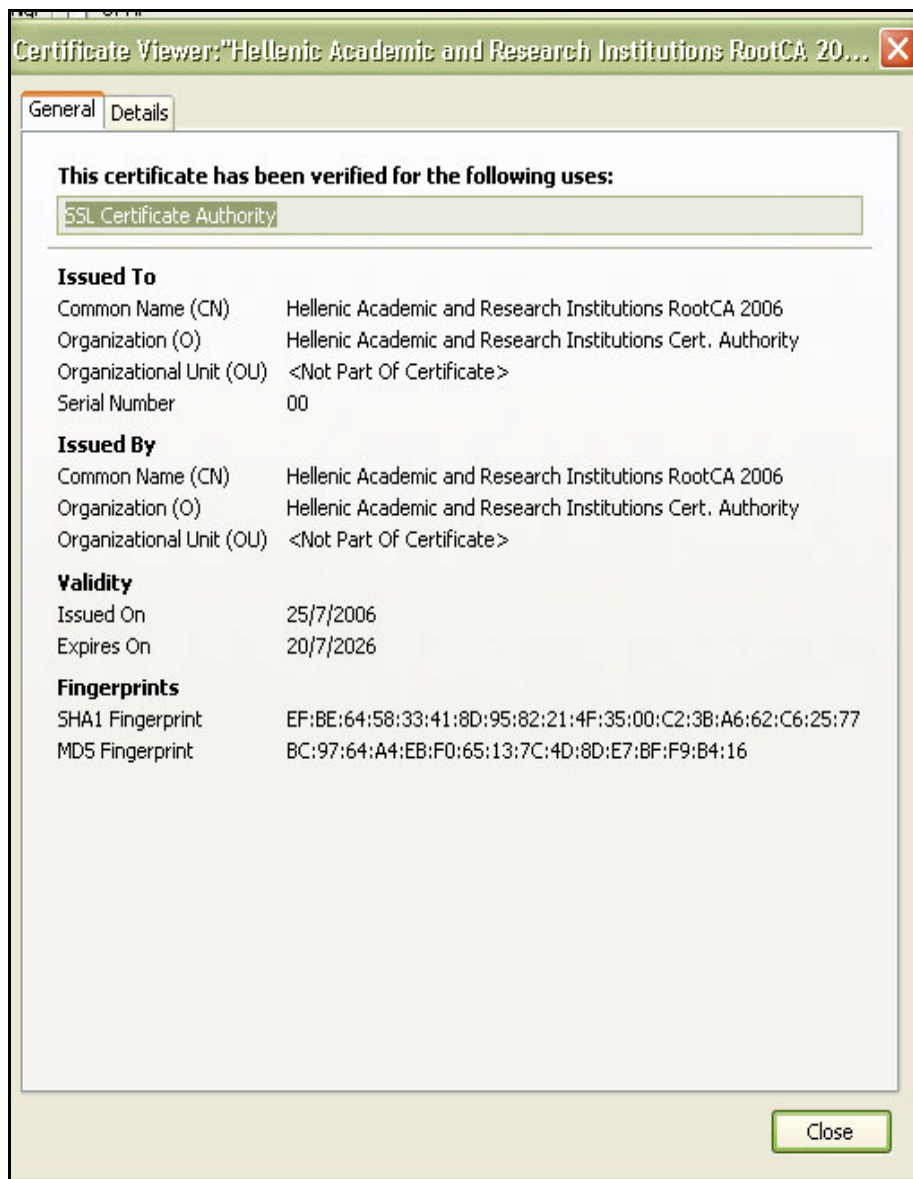 Certificate Viewer:"Hellenic Academic and Research Institutions RootCA 20...
General Details
This certificate has been verified for the following uses:
SSL Certificate Authority
Issued To
Common Name (CN) Hellenic Academic and Research Institutions RootCA 2006
Organization (O) Hellenic Academic and Research Institutions Cert. Authority
Organizational Unit (OU) <Not Part Of Certificate>
Serial Number 00
Issued By
Common Name (CN) Hellenic Academic and Research Institutions RootCA 2006
Organization (O) Hellenic Academic and Research Institutions Cert. Authority
Organizational Unit (OU) <Not Part Of Certificate>
Validity
Issued On 25/7/2006
Expires On 20/7/2026
Fingerprints
SHA1 Fingerprint EF:BE:64:58:33:41:8D:95:82:21:4F:35:00:C2:3B:A6:62:C6:25:77
MD5 Fingerprint BC:97:64:A4:EB:F0:65:13:7C:4D:8D:E7:BF:F9:B4:16
Close